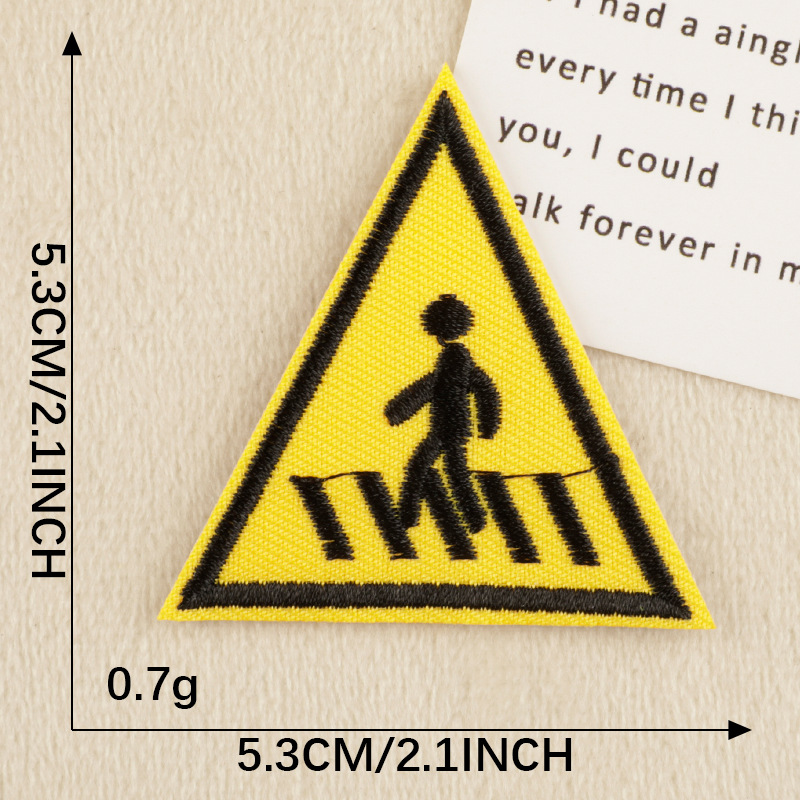 I had a aingl
every time I thi
you, I could
alk forever in m
5.3CM/2.1INCH
0.7g
5.3CM/2.1INCH